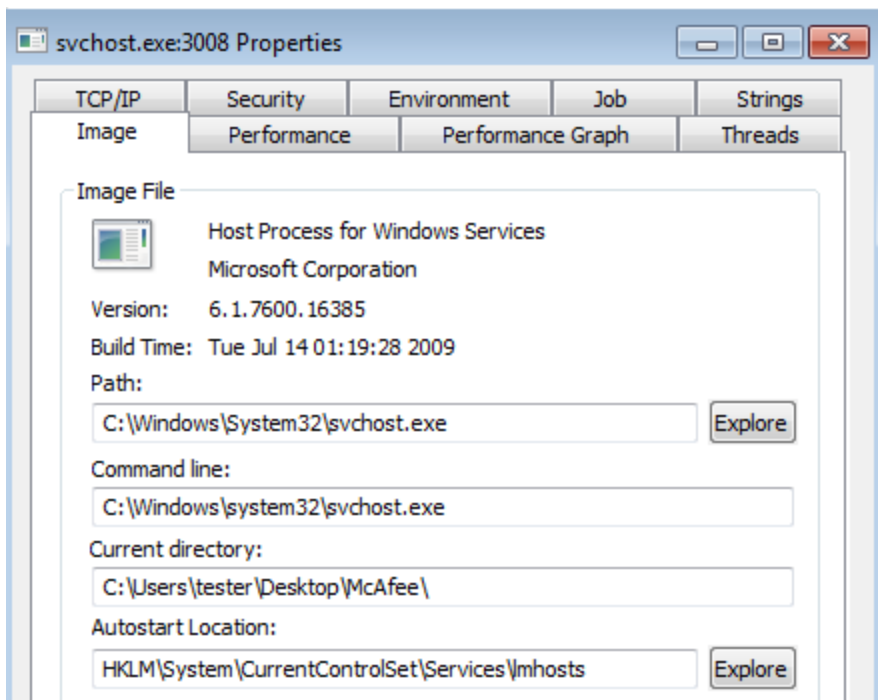 svchost.exe:3008 Properties
TCP/IP Security Environment Job Strings
Image Performance Performance Graph Threads
Image File
Host Process for Windows Services
Microsoft Corporation
Version: 6.1.7600.16385
Build Time: Tue Jul 14 01:19:28 2009
Path:
C:\Windows\System32\svchost.exe Explore
Command line:
C:\Windows\system32\svchost.exe
Current directory:
C:\Users\tester\Desktop\McAfee\
Autostart Location:
HKLM\System\CurrentControlSet\Services\lmhosts Explore